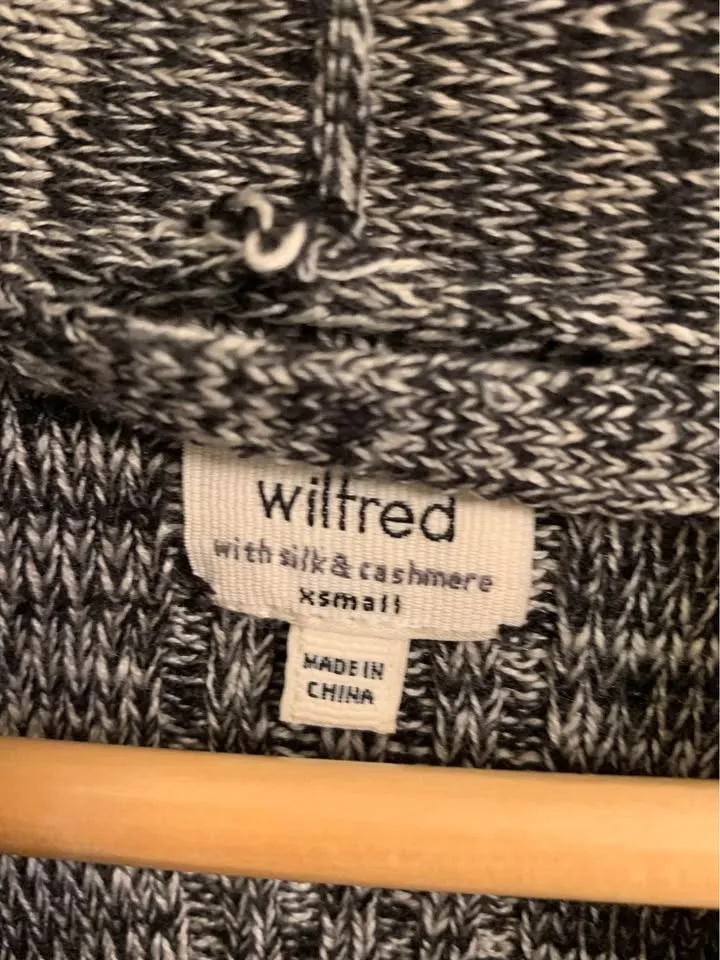 wilfred
with silk & cashmere
xsmall
MADE IN
CHINA